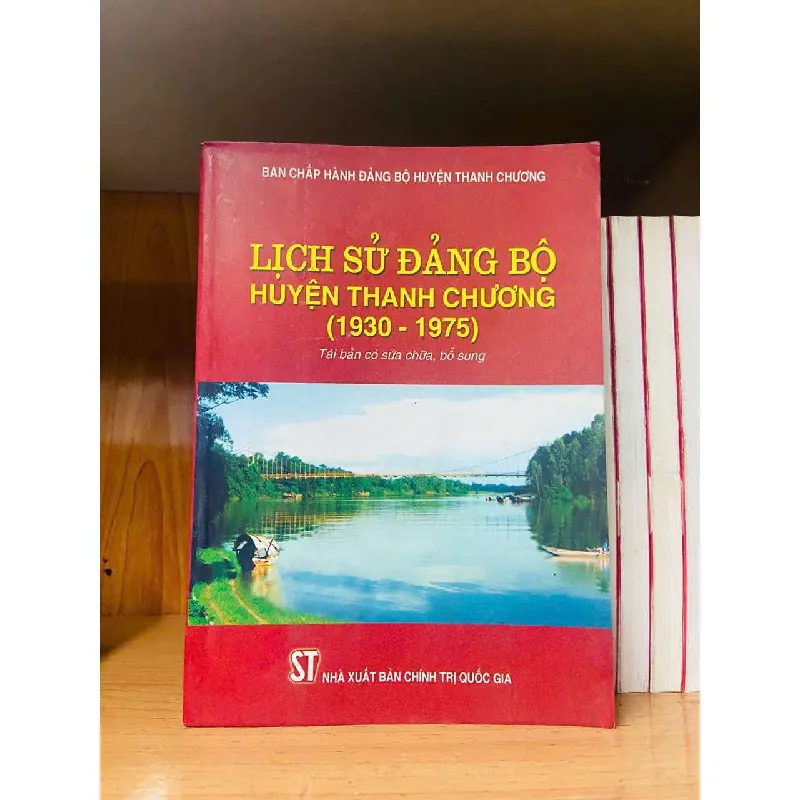 BAN CHẤP HÀNH ĐẢNG BỘ HUYỆN THANH CHƯƠNG
LỊCH SỬ ĐẢNG BỘ
HUYỆN THANH CHƯƠNG
(1930 - 1975)
Tái bản có sửa chữa, bổ sung
ST NHÀ XUẤT BẢN CHÍNH TRỊ QUỐC GIA